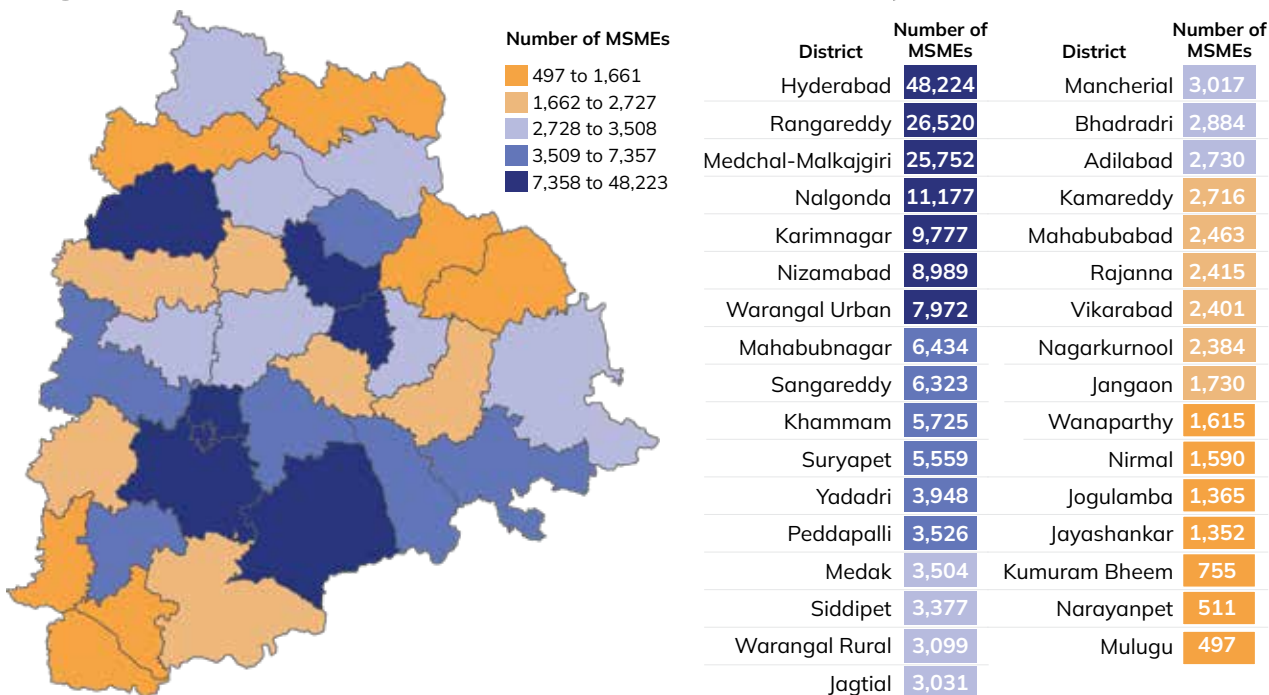 Number of MSMEs
497 to 1,661
1,662 to 2,727
2,728 to 3,508
3,509 to 7,357
7,358 to 48,223
District Number of MSMEs
Hyderabad 48,224
Rangareddy 26,520
Medchal-Malkajgiri 25,752
Nalgonda 11,177
Karimnagar 9,777
Nizamabad 8,989
Warangal Urban 7,972
Mahabubnagar 6,434
Sangareddy 6,323
Khammam 5,725
Suryapet 5,559
Yadadri 3,948
Peddapalli 3,526
Medak 3,504
Siddipet 3,377
Warangal Rural 3,099
Jagtial 3,031
District Number of MSMEs
Mancherial 3,017
Bhadradri 2,884
Adilabad 2,730
Kamareddy 2,716
Mahabubabad 2,463
Rajanna 2,415
Vikarabad 2,401
Nagarkurnool 2,384
Jangaon 1,730
Wanaparthy 1,615
Nirmal 1,590
Jogulamba 1,365
Jayashankar 1,352
Kumuram Bheem 755
Narayanpet 511
Mulugu 497